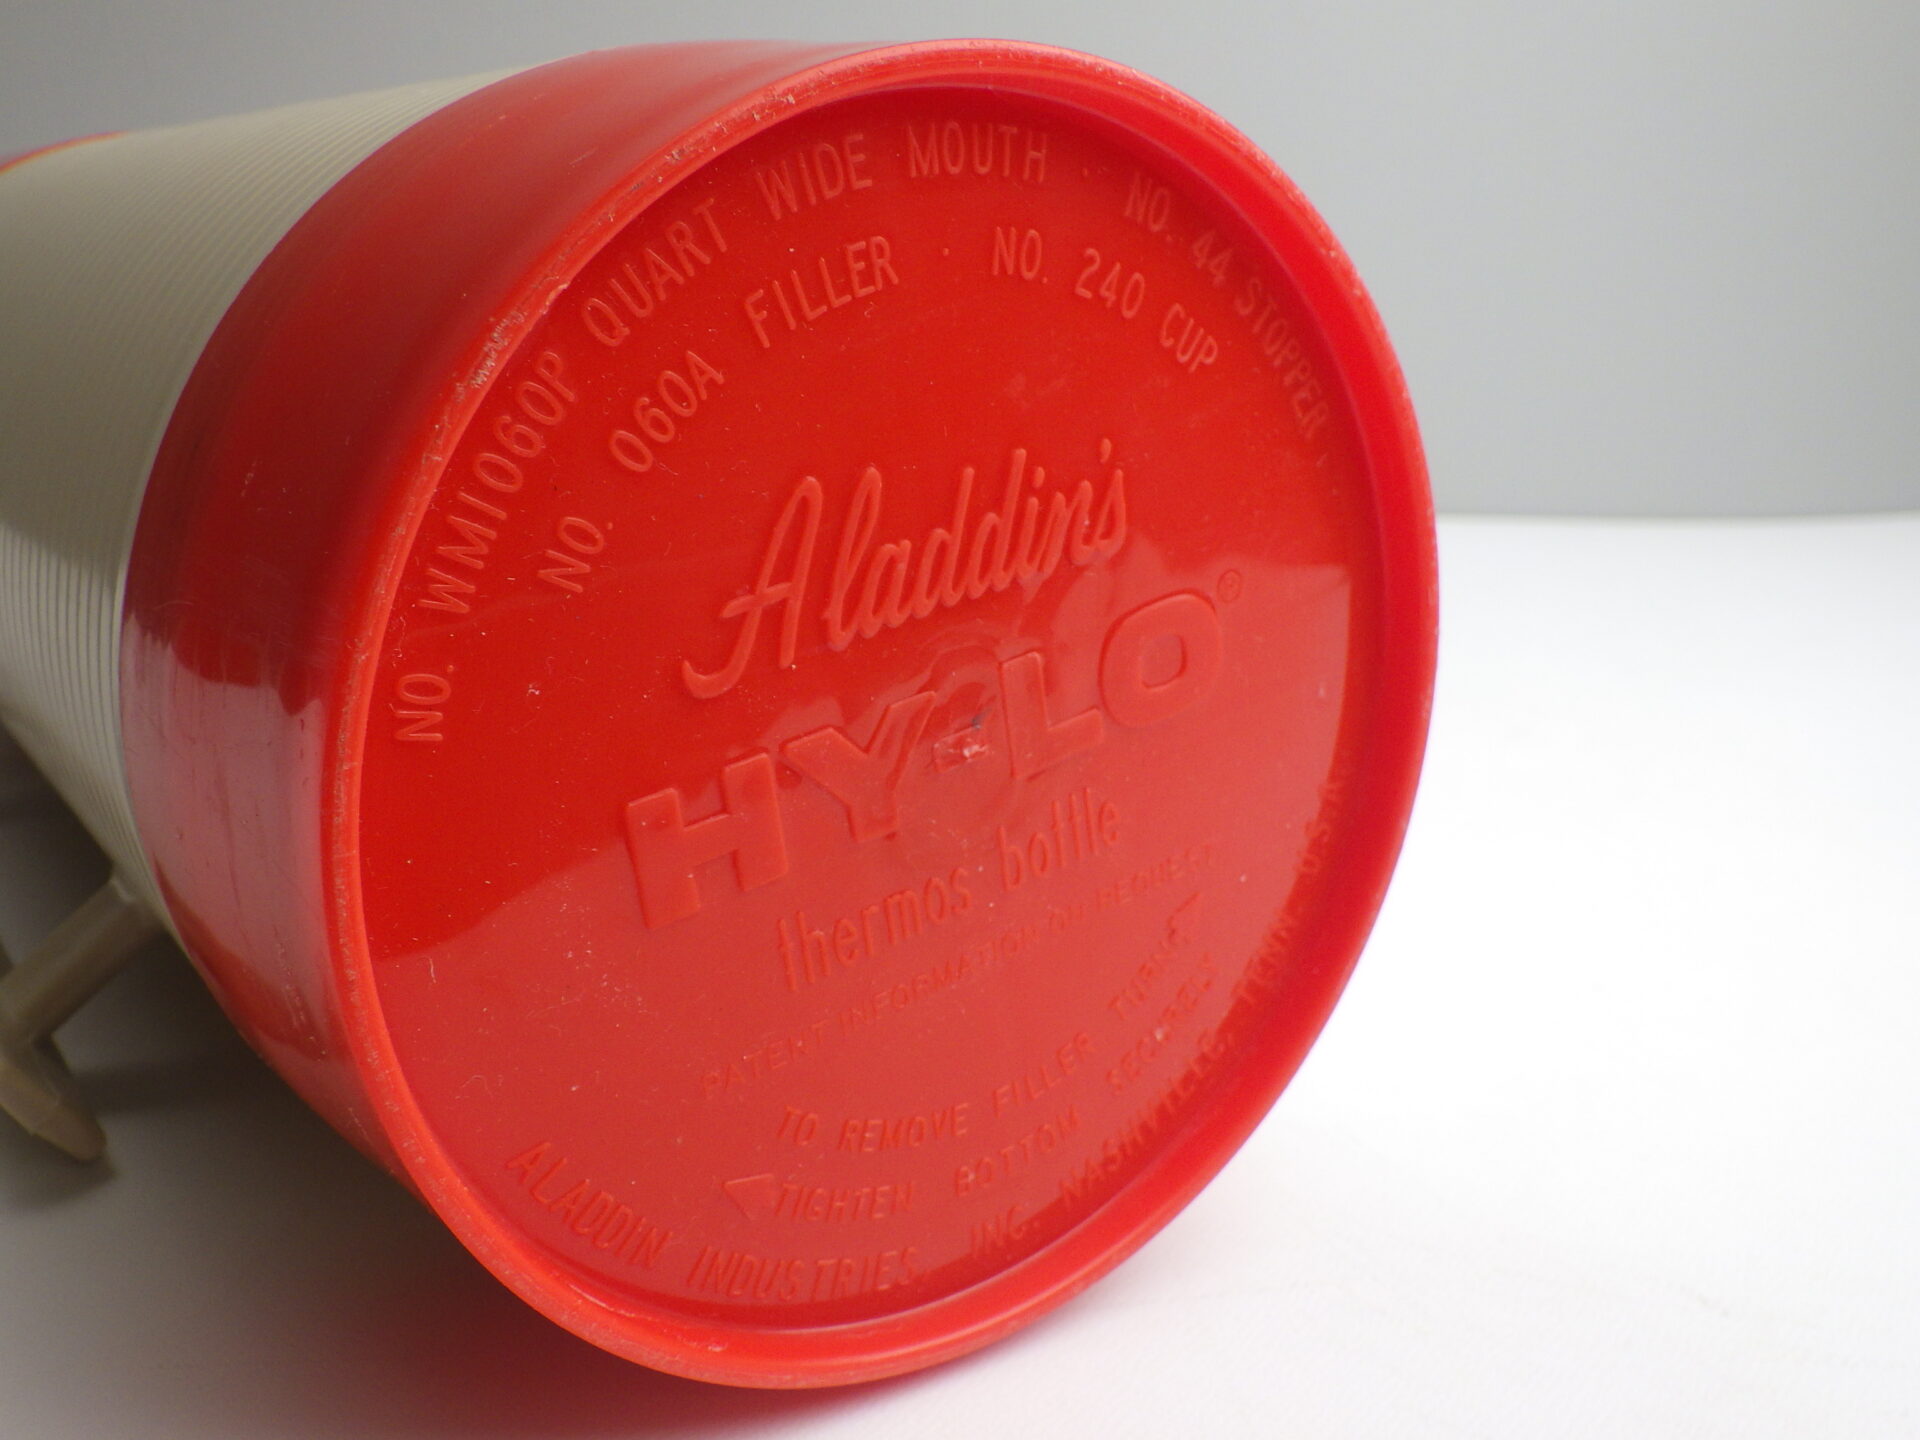 NO. WM1060P QUART WIDE MOUTH · NO. 44 STOPPER ·
NO. 060A FILLER · NO. 240 CUP
Aladdin's
HY-LO®
thermos bottle
PATENT INFORMATION ON REQUEST
TO REMOVE FILLER TURN
TIGHTEN BOTTOM SECURELY
ALADDIN INDUSTRIES, INC. NASHVILLE, TENN. U.S.A.